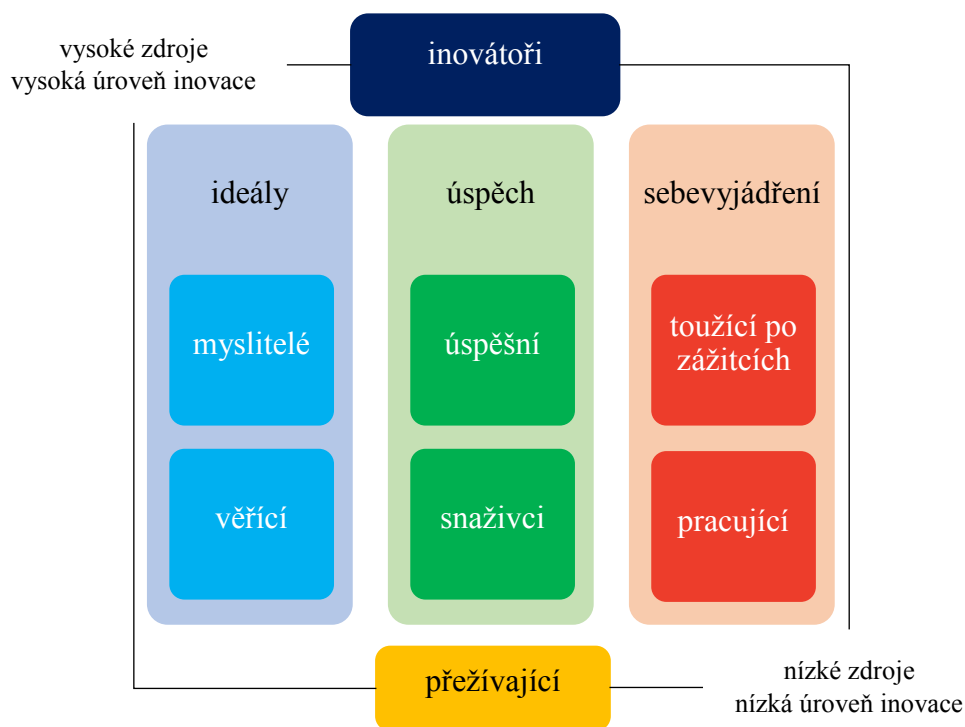 vysoké zdroje
vysoká úroveň inovace
inovátoři
ideály
úspěch
sebevyjádření
myslitelé
úspěšní
toužící po
zážitcích
věřící
snaživci
pracující
přežívající
nízké zdroje
nízká úroveň inovace